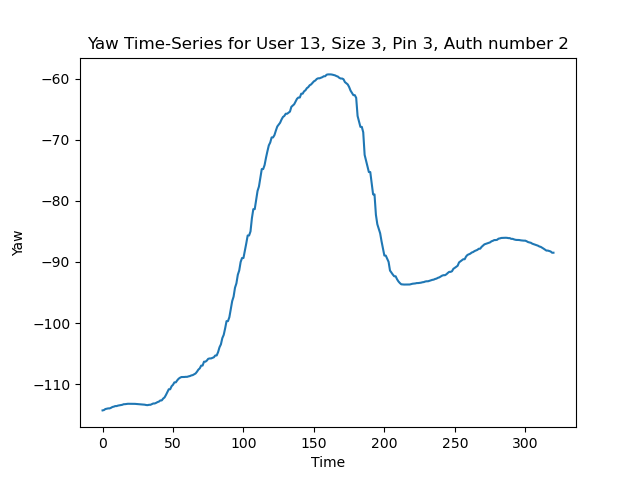 Yaw Time-Series for User 13, Size 3, Pin 3, Auth number 2
−60
−70
−80
−90
−100
−110
Yaw
0 50 100 150 200 250 300
Time